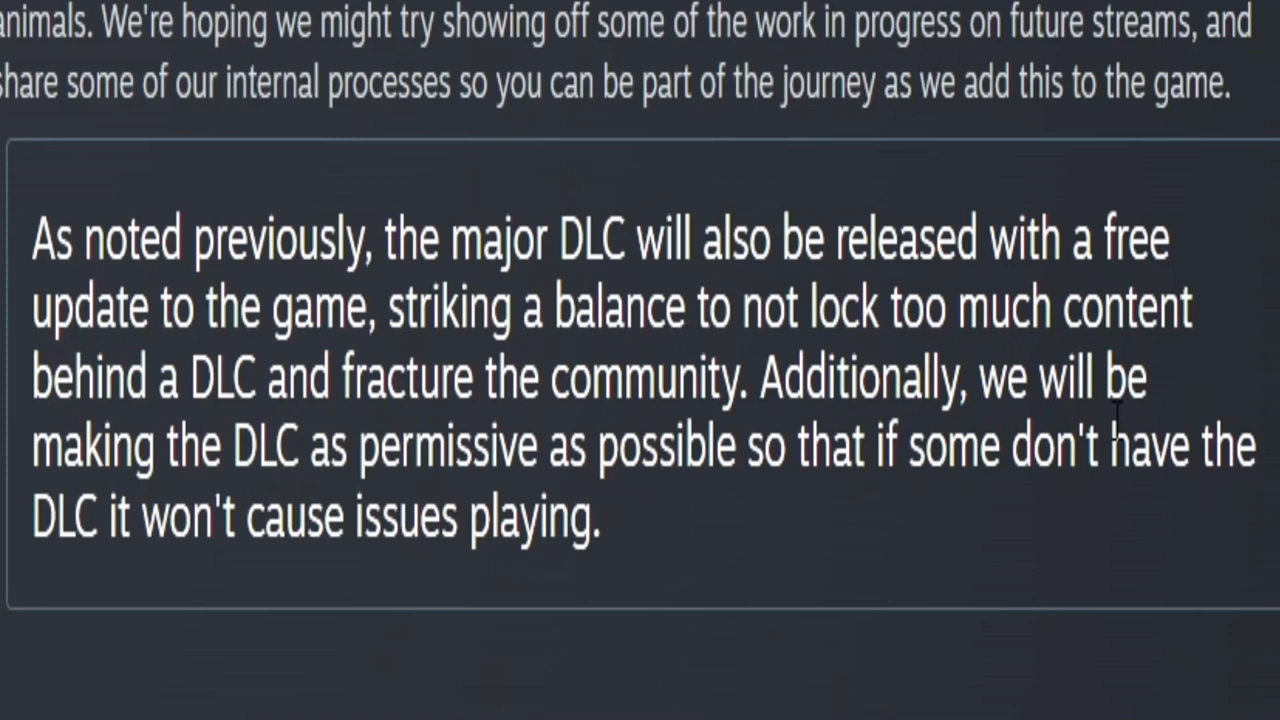 animals. We're hoping we might try showing off some of the work in progress on future streams, and
share some of our internal processes so you can be part of the journey as we add this to the game.
As noted previously, the major DLC will also be released with a free
update to the game, striking a balance to not lock too much content
behind a DLC and fracture the community. Additionally, we will be
making the DLC as permissive as possible so that if some don't have the
DLC it won't cause issues playing.